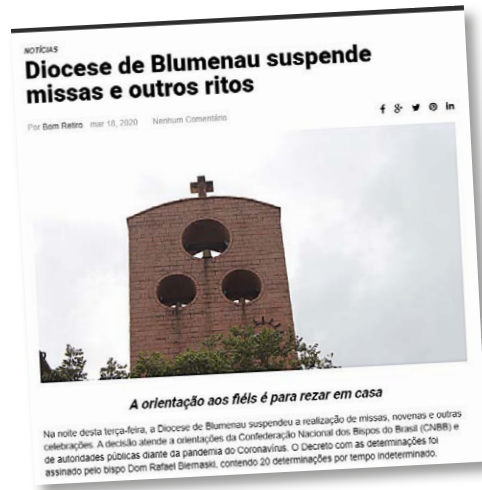 NOTÍCIAS
Diocese de Blumenau suspende
missas e outros ritos
Por Bom Retiro mar 18, 2020 Nenhum Comentário
A orientação aos fiéis é para rezar em casa
Na noite desta terça-feira, a Diocese de Blumenau suspendeu a realização de missas, novenas e outras
celebrações. A decisão atende a orientações da Confederação Nacional dos Bispos do Brasil (CNBB) e
de autoridades públicas diante da pandemia do Coronavírus. O Decreto com as determinações foi
assinado pelo bispo Dom Rafael Biernaski, contendo 20 determinações por tempo indeterminado.